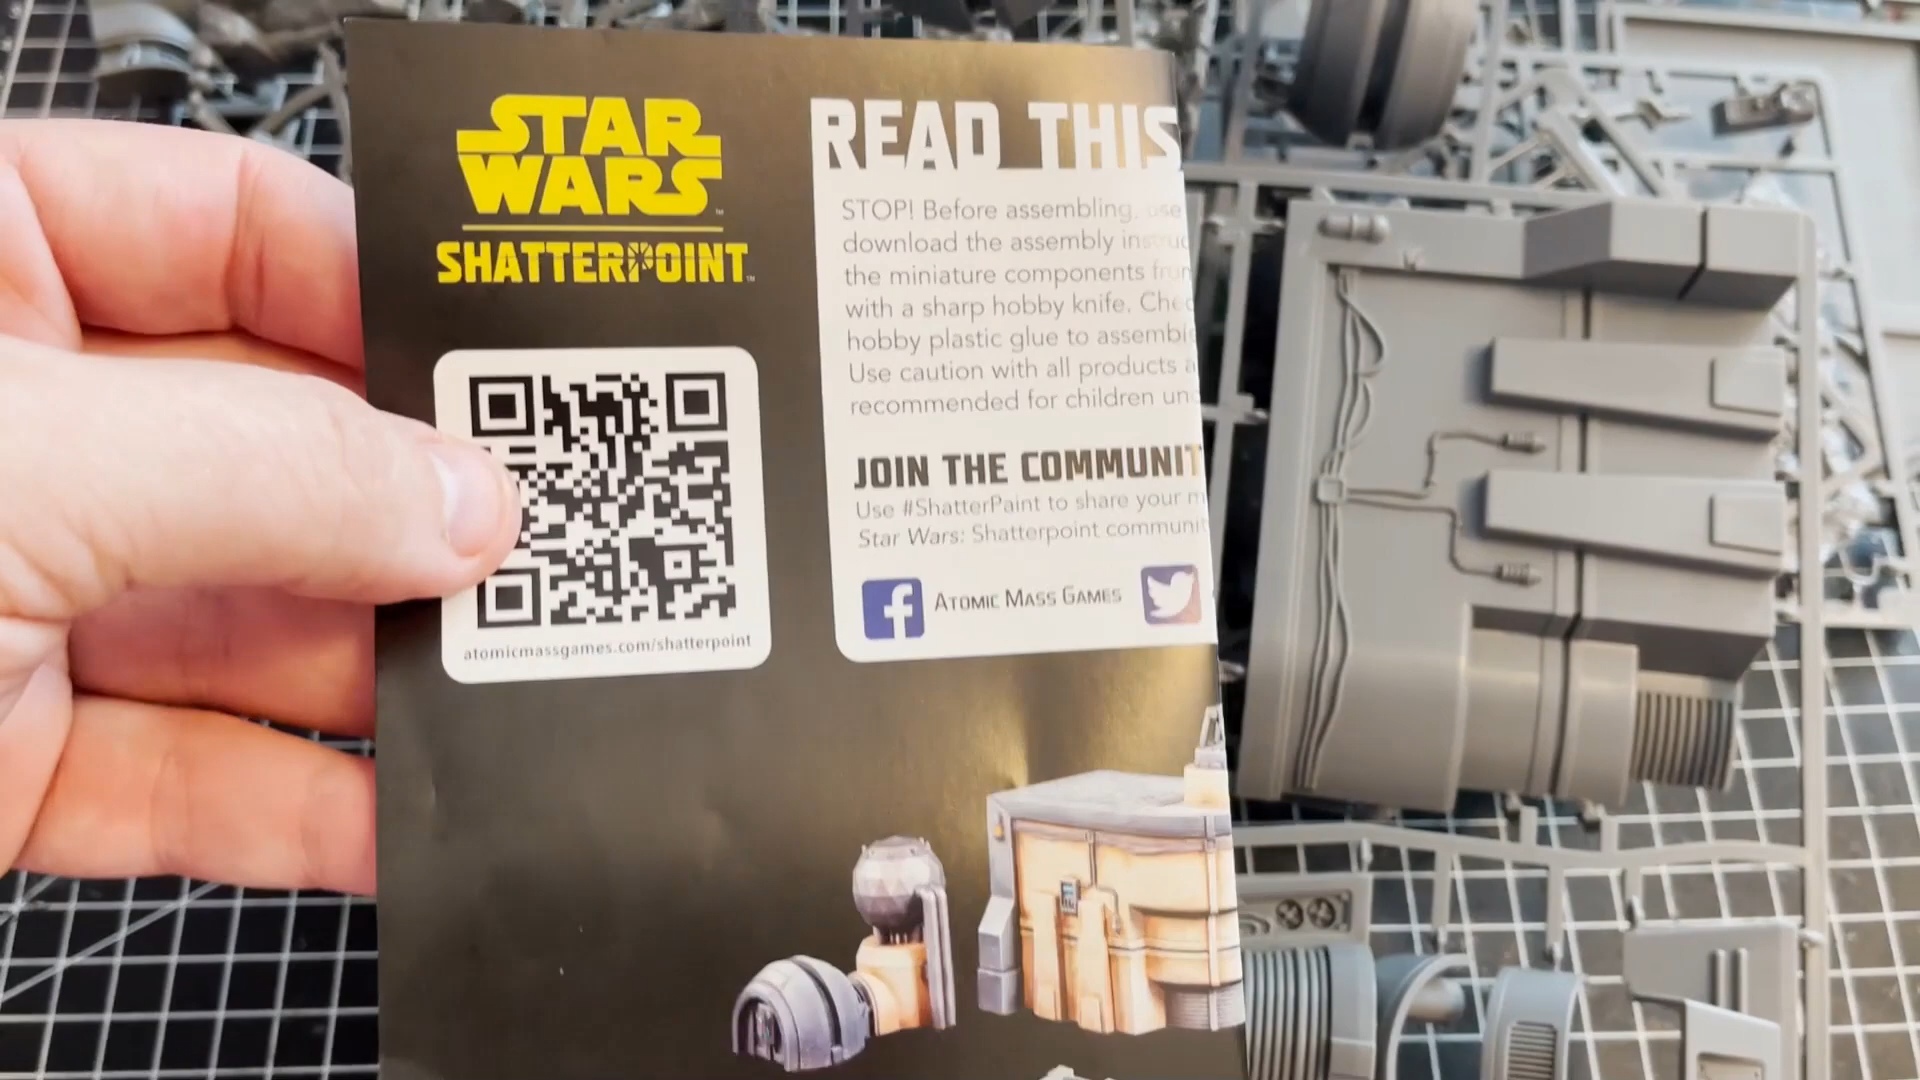 STAR
WARS
SHATTERPOINT
atomicmassgames.com/shatterpoint
READ THIS
STOP! Before assembling, use
download the assembly
the miniature components
with a sharp hobby knife.
hobby plastic glue to
Use caution with all products
recommended for children
JOIN THE
Use #ShatterPaint to share your
Star Wars: Shatterpoint
ATOMIC MASS GAMES